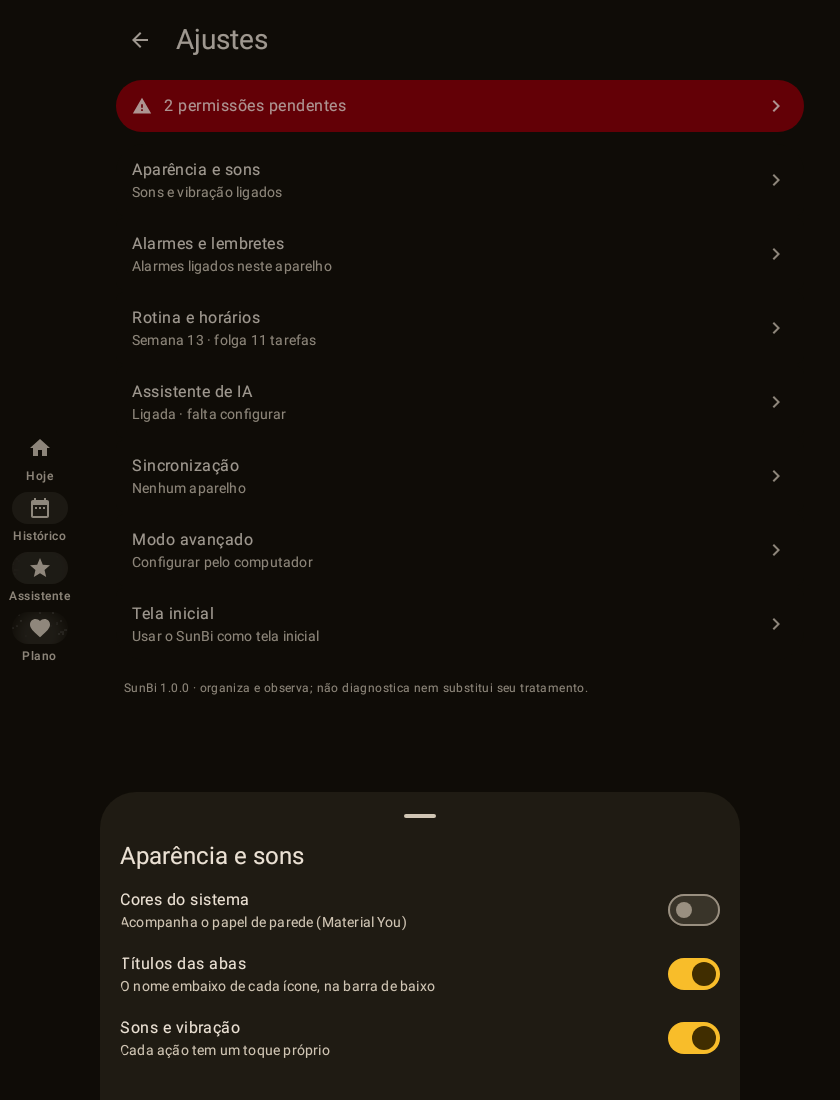 Ajustes
2 permissões pendentes
Aparência e sons
Sons e vibração ligados
Alarmes e lembretes
Alarmes ligados neste aparelho
Rotina e horários
Semana 13 · folga 11 tarefas
Assistente de IA
Ligada · falta configurar
Sincronização
Nenhum aparelho
Modo avançado
Configurar pelo computador
Tela inicial
Usar o SunBi como tela inicial
SunBi 1.0.0 · organiza e observa; não diagnostica nem substitui seu tratamento.
Hoje
Histórico
Assistente
Plano
Aparência e sons
Cores do sistema
Acompanha o papel de parede (Material You)
Títulos das abas
O nome embaixo de cada ícone, na barra de baixo
Sons e vibração
Cada ação tem um toque próprio